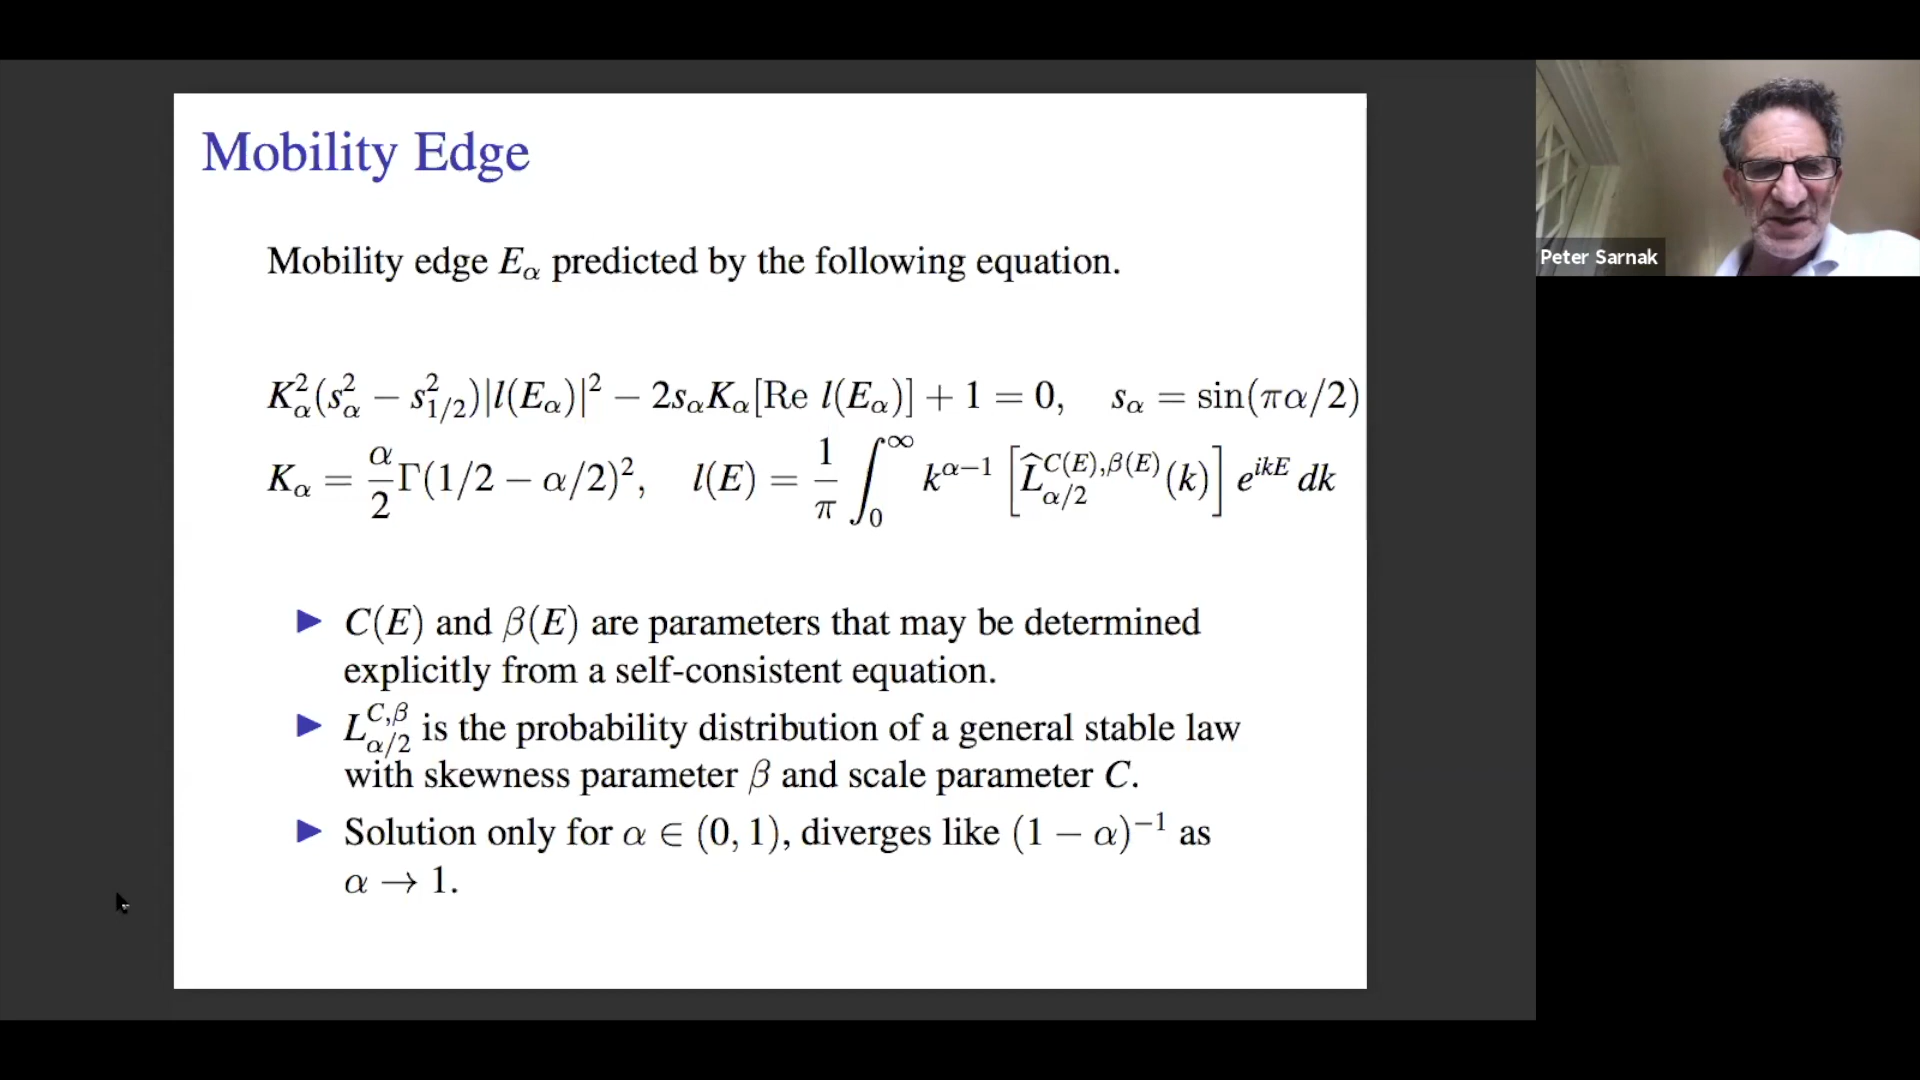 Mobility Edge
Mobility edge E_α predicted by the following equation.
K_α^2(s_α^2 − s_{1/2}^2)|l(E_α)|^2 − 2s_αK_α[Re l(E_α)] + 1 = 0, s_α = sin(πα/2)
K_α = \frac{α}{2}Γ(1/2 − α/2)^2, l(E) = \frac{1}{π} ∫_0^∞ k^{α−1} [\widehat{L}_{α/2}^{C(E),β(E)}(k)] e^{ikE} dk
▶ C(E) and β(E) are parameters that may be determined
explicitly from a self-consistent equation.
▶ L_{α/2}^{C,β} is the probability distribution of a general stable law
with skewness parameter β and scale parameter C.
▶ Solution only for α ∈ (0, 1), diverges like (1 − α)^{−1} as
α → 1.
Peter Sarnak